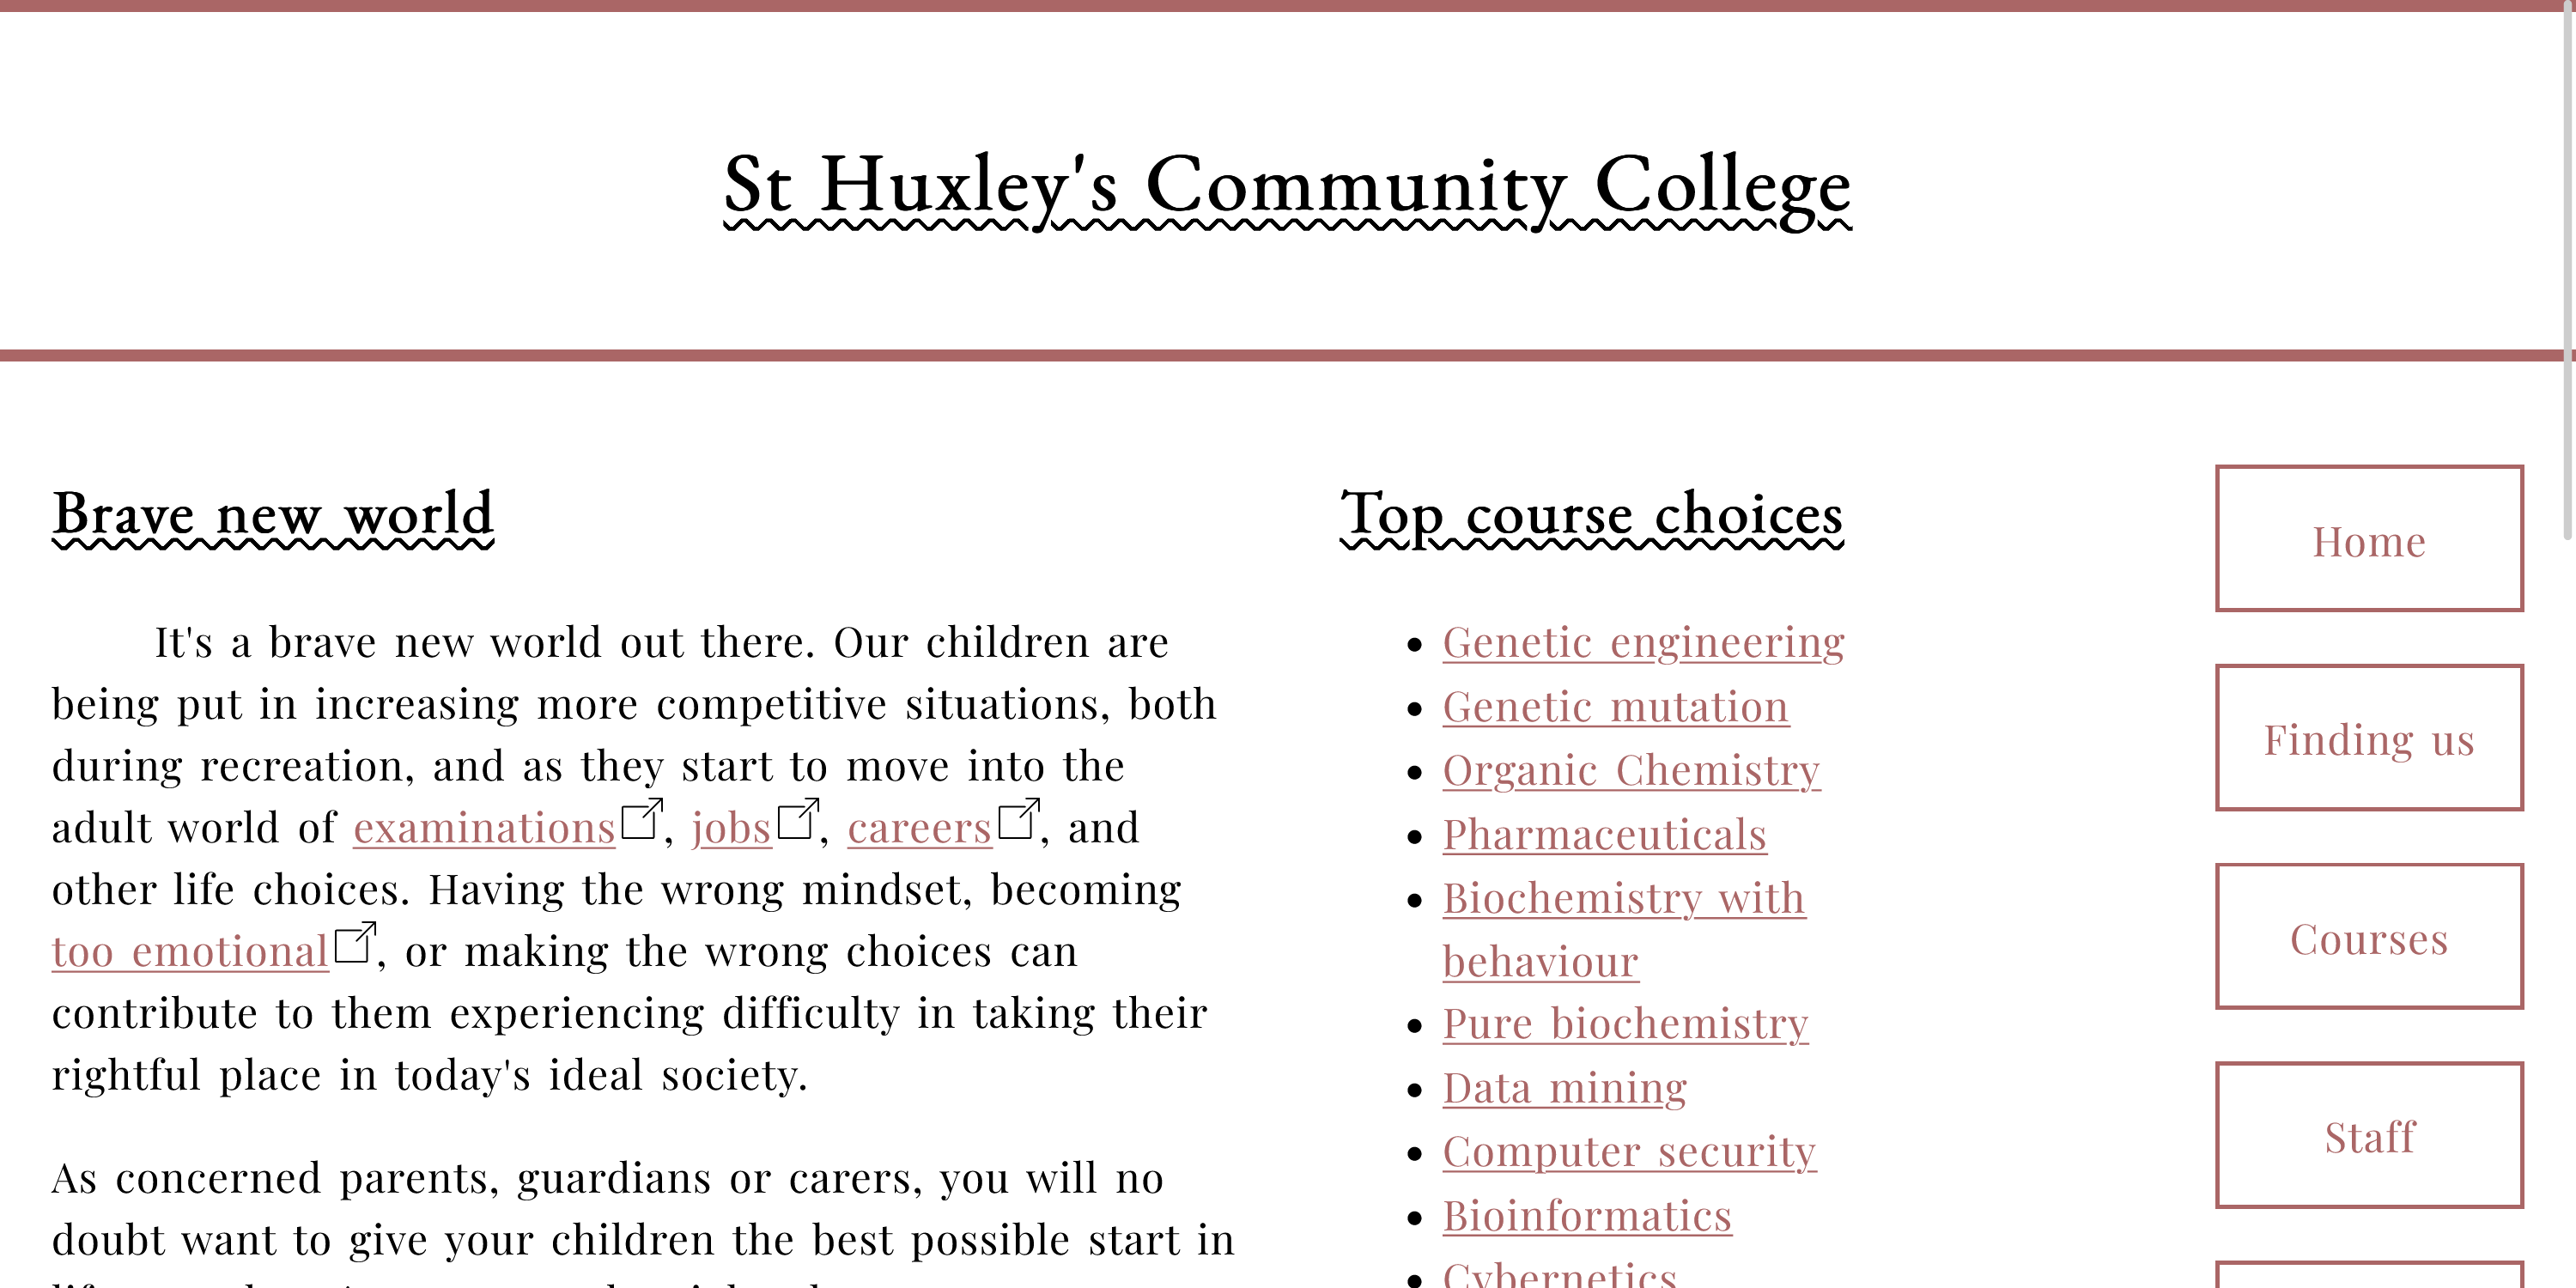 St Huxley's Community College
Brave new world
It's a brave new world out there. Our children are
being put in increasing more competitive situations, both
during recreation, and as they start to move into the
adult world of examinations, jobs, careers, and
other life choices. Having the wrong mindset, becoming
too emotional, or making the wrong choices can
contribute to them experiencing difficulty in taking their
rightful place in today's ideal society.
As concerned parents, guardians or carers, you will no
doubt want to give your children the best possible start in
Top course choices
Genetic engineering
Genetic mutation
Organic Chemistry
Pharmaceuticals
Biochemistry with
behaviour
Pure biochemistry
Data mining
Computer security
Bioinformatics
Cybernetics
Home
Finding us
Courses
Staff